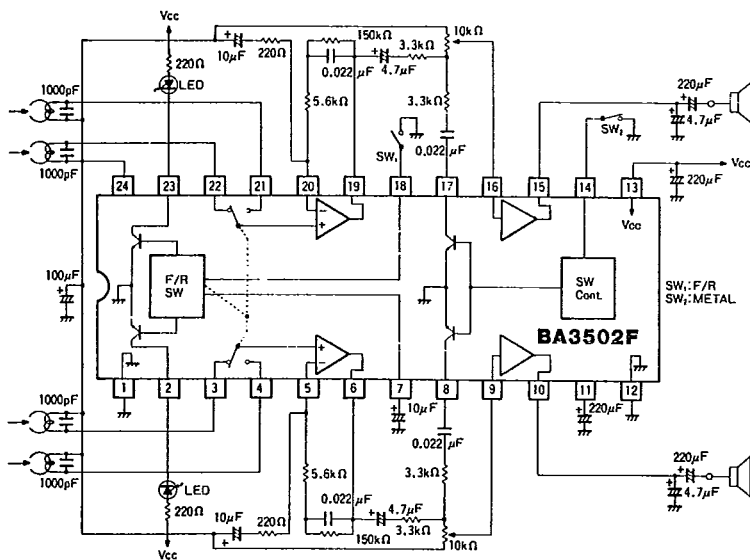 Vcc
220Ω
LED
10μF
220Ω
150kΩ
0.022μF
5.6kΩ
4.7μF
3.3kΩ
10kΩ
3.3kΩ
0.022μF
SW₁
220μF
4.7μF
SW₂
220μF
Vcc
1000pF
1000pF
24
23
22
21
20
19
18
17
16
15
14
13
Vcc
100μF
F/R
SW
SW
Cont.
SW₁:F/R
SW₂:METAL
BA3502F
1
2
3
4
5
6
7
8
9
10
11
12
1000pF
1000pF
10μF
220μF
0.022
μF
5.6kΩ
3.3kΩ
LED
220Ω
Vcc
10μF
220Ω
0.022μF
150kΩ
4.7μF
3.3kΩ
10kΩ
220μF
4.7μF